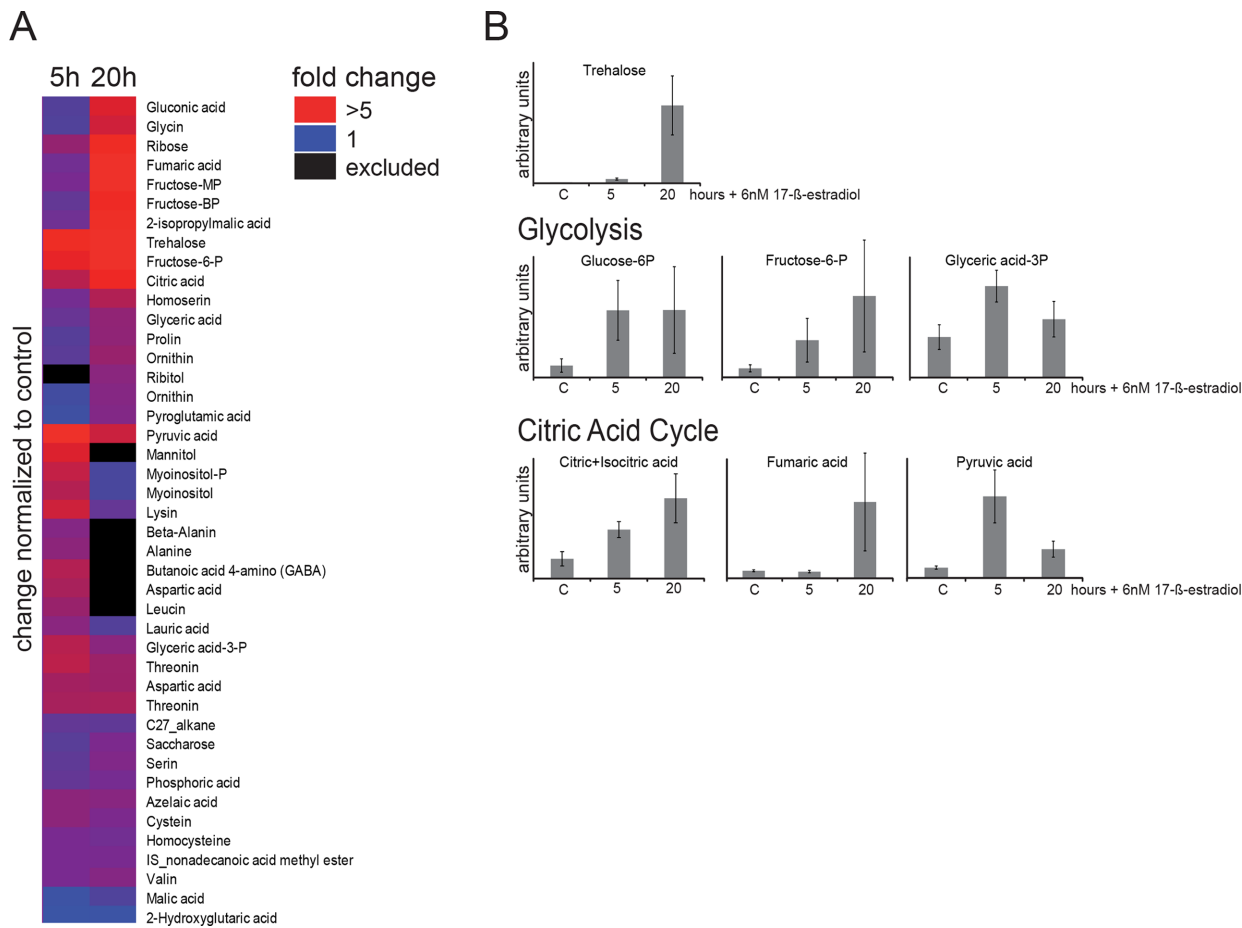 A
5h 20h
fold change
>5
1
excluded
change normalized to control
Gluconic acid
Glycin
Ribose
Fumaric acid
Fructose-MP
Fructose-BP
2-isopropylmalic acid
Trehalose
Fructose-6-P
Citric acid
Homoserin
Glyceric acid
Prolin
Ornithin
Ribitol
Ornithin
Pyroglutamic acid
Pyruvic acid
Mannitol
Myoinositol-P
Myoinositol
Lysin
Beta-Alanin
Alanine
Butanoic acid 4-amino (GABA)
Aspartic acid
Leucin
Lauric acid
Glyceric acid-3-P
Threonin
Aspartic acid
Threonin
C27_alkane
Saccharose
Serin
Phosphoric acid
Azelaic acid
Cystein
Homocysteine
IS_nonadecanoic acid methyl ester
Valin
Malic acid
2-Hydroxyglutaric acid
B
Trehalose
arbitrary units
C 5 20 hours + 6nM 17-ß-estradiol
Glycolysis
Glucose-6P Fructose-6-P Glyceric acid-3P
arbitrary units
C 5 20 C 5 20 C 5 20 hours + 6nM 17-ß-estradiol
Citric Acid Cycle
Citric+Isocitric acid Fumaric acid Pyruvic acid
arbitrary units
C 5 20 C 5 20 C 5 20 hours + 6nM 17-ß-estradiol